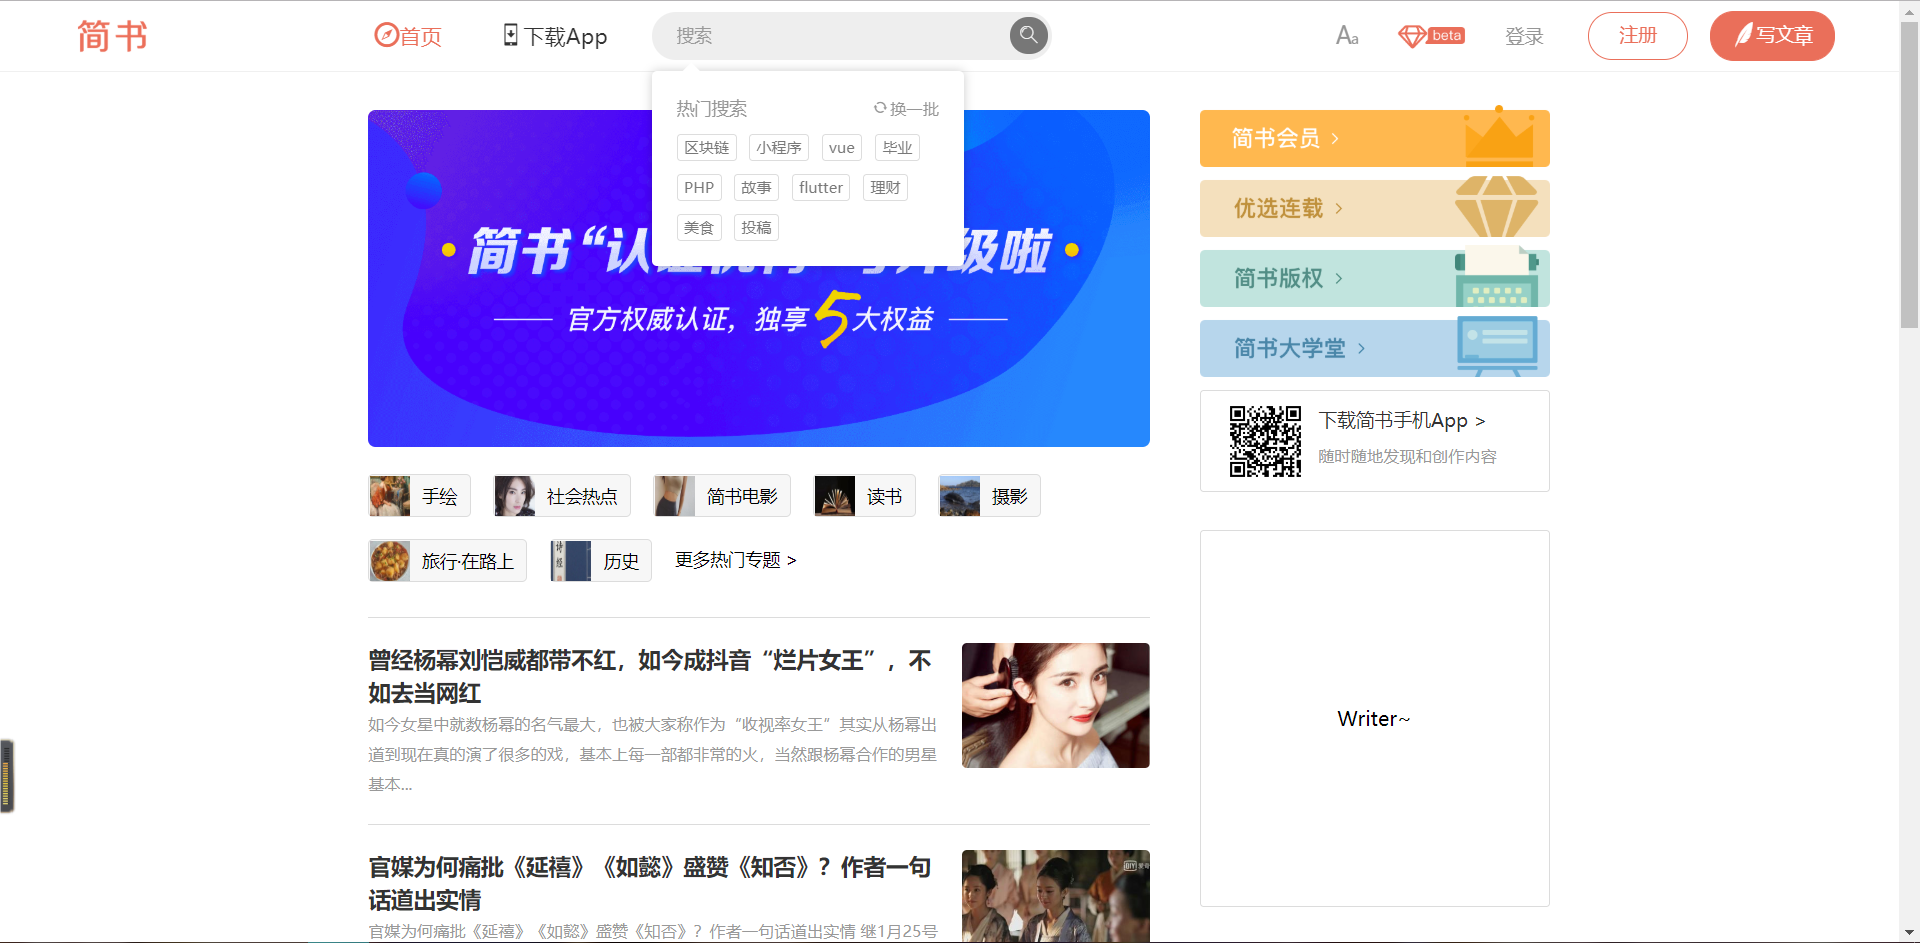 简书
首页
下载App
搜索
Aa
beta
登录
注册
写文章
热门搜索
换一批
区块链 小程序 vue 毕业
PHP 故事 flutter 理财
美食 投稿
简书“认
级啦
官方权威认证，独享5大权益
手绘 社会热点 简书电影 读书 摄影
旅行·在路上 历史 更多热门专题 >
曾经杨幂刘恺威都带不红，如今成抖音“烂片女王”，不
如去当网红
如今女星中就数杨幂的名气最大，也被大家称作为“收视率女王”其实从杨幂出
道到现在真的演了很多的戏，基本上每一部都非常的火，当然跟杨幂合作的男星
基本...
官媒为何痛批《延禧》《如懿》盛赞《知否》？作者一句
话道出实情
官媒为何痛批《延禧》《如懿》盛赞《知否》？作者一句话道出实情 继1月25号
简书会员 >
优选连载 >
简书版权 >
简书大学堂 >
下载简书手机App >
随时随地发现和创作内容
Writer~